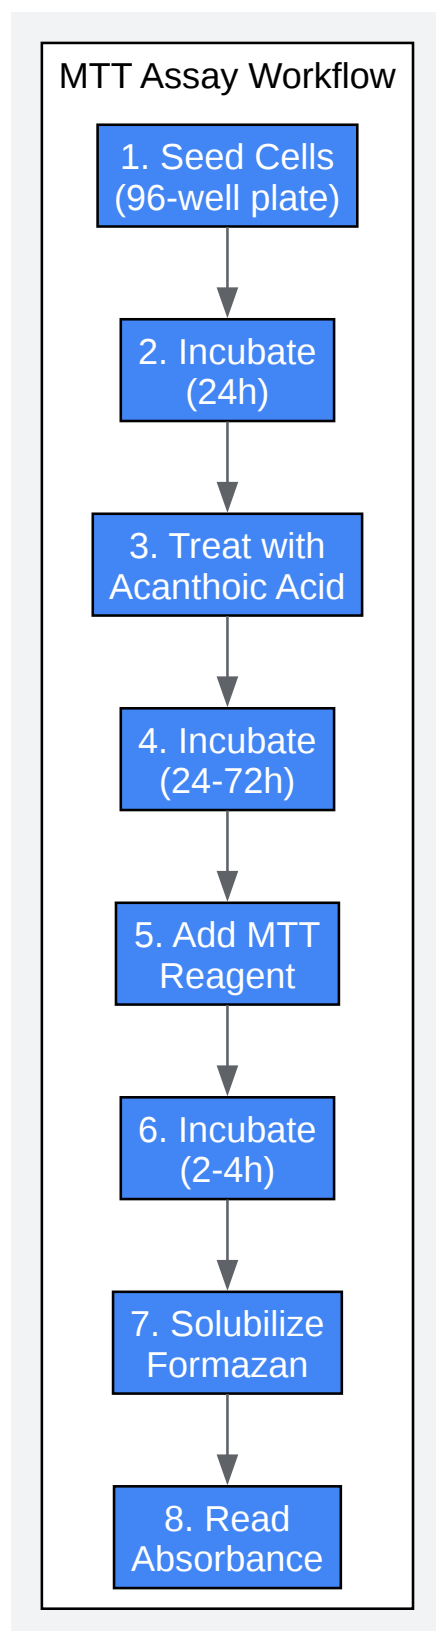 MTT Assay Workflow
1. Seed Cells
(96-well plate)
2. Incubate
(24h)
3. Treat with
Acanthoic Acid
4. Incubate
(24-72h)
5. Add MTT
Reagent
6. Incubate
(2-4h)
7. Solubilize
Formazan
8. Read
Absorbance